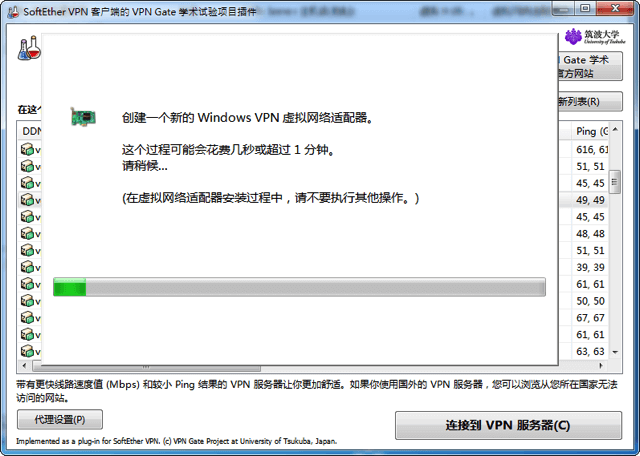 SoftEther VPN 客户端的 VPN Gate 学术试验项目插件
筑波大学
University of Tsukuba
Gate 学术
官方网站
在这个
新列表(R)
DDN
Ping (G
创建一个新的 Windows VPN 虚拟网络适配器。
这个过程可能会花费几秒或超过 1 分钟。
请稍候...
(在虚拟网络适配器安装过程中，请不要执行其他操作。)
v 616, 61
v 51, 51
v 45, 45
v 49, 49
v 45, 45
v 48, 48
v 51, 51
v 39, 39
v 61, 61
v 50, 50
v 67, 67
v 61, 61
v 63, 63
带有更快线路速度值 (Mbps) 和较小 Ping 结果的 VPN 服务器让你更加舒适。如果你使用国外的 VPN 服务器，您可以浏览从您所在国家无法
访问的网站。
代理设置(P)
连接到 VPN 服务器(C)
Implemented as a plug-in for SoftEther VPN. (c) VPN Gate Project at University of Tsukuba, Japan.